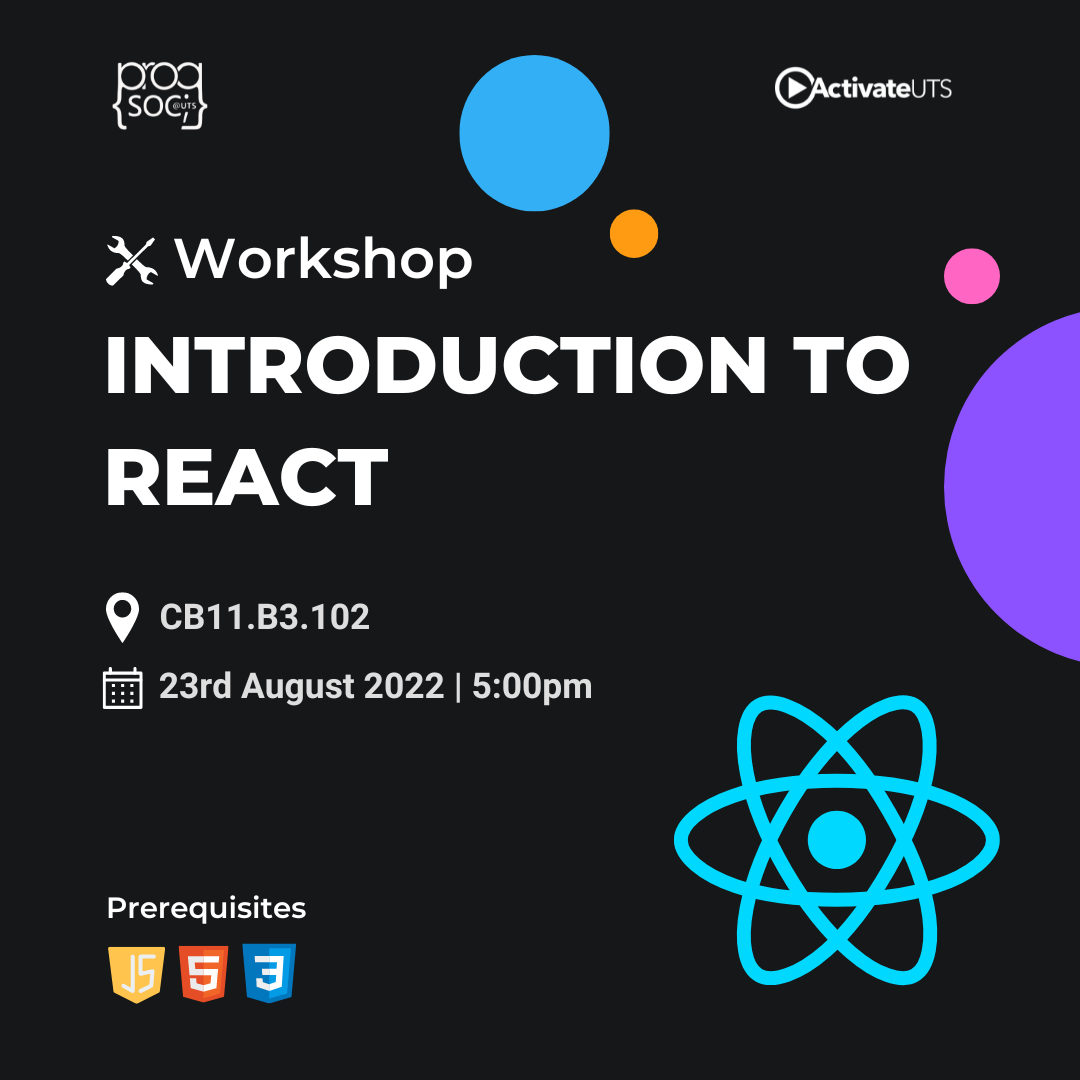 prog
{soc@UTS;}
ActivateUTS
Workshop
INTRODUCTION TO
REACT
CB11.B3.102
23rd August 2022 | 5:00pm
Prerequisites
JS 5 3